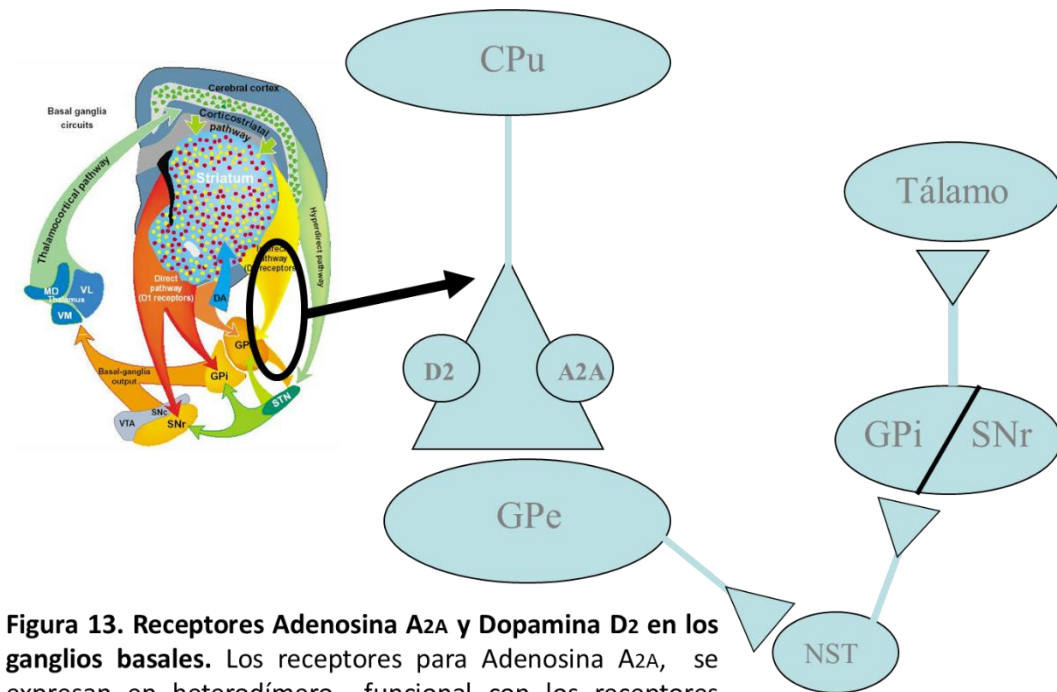 CPu
Cerebral cortex
Basal ganglia
circuits
Corticostriatal
pathway
Striatum
Thalamocortical pathway
Hyperdirect pathway
pathway
Direct
pathway
(D1 receptors)
DA
MD
VL
Thalamus
VM
GPi
Basal-ganglia
output
STN
SNc
VTA
SNr
Tálamo
D2
A2A
GPi
SNr
GPe
NST
Figura 13. Receptores Adenosina A2A y Dopamina D2 en los
ganglios basales. Los receptores para Adenosina A2A, se
expresan en heterodímero funcional con los receptores